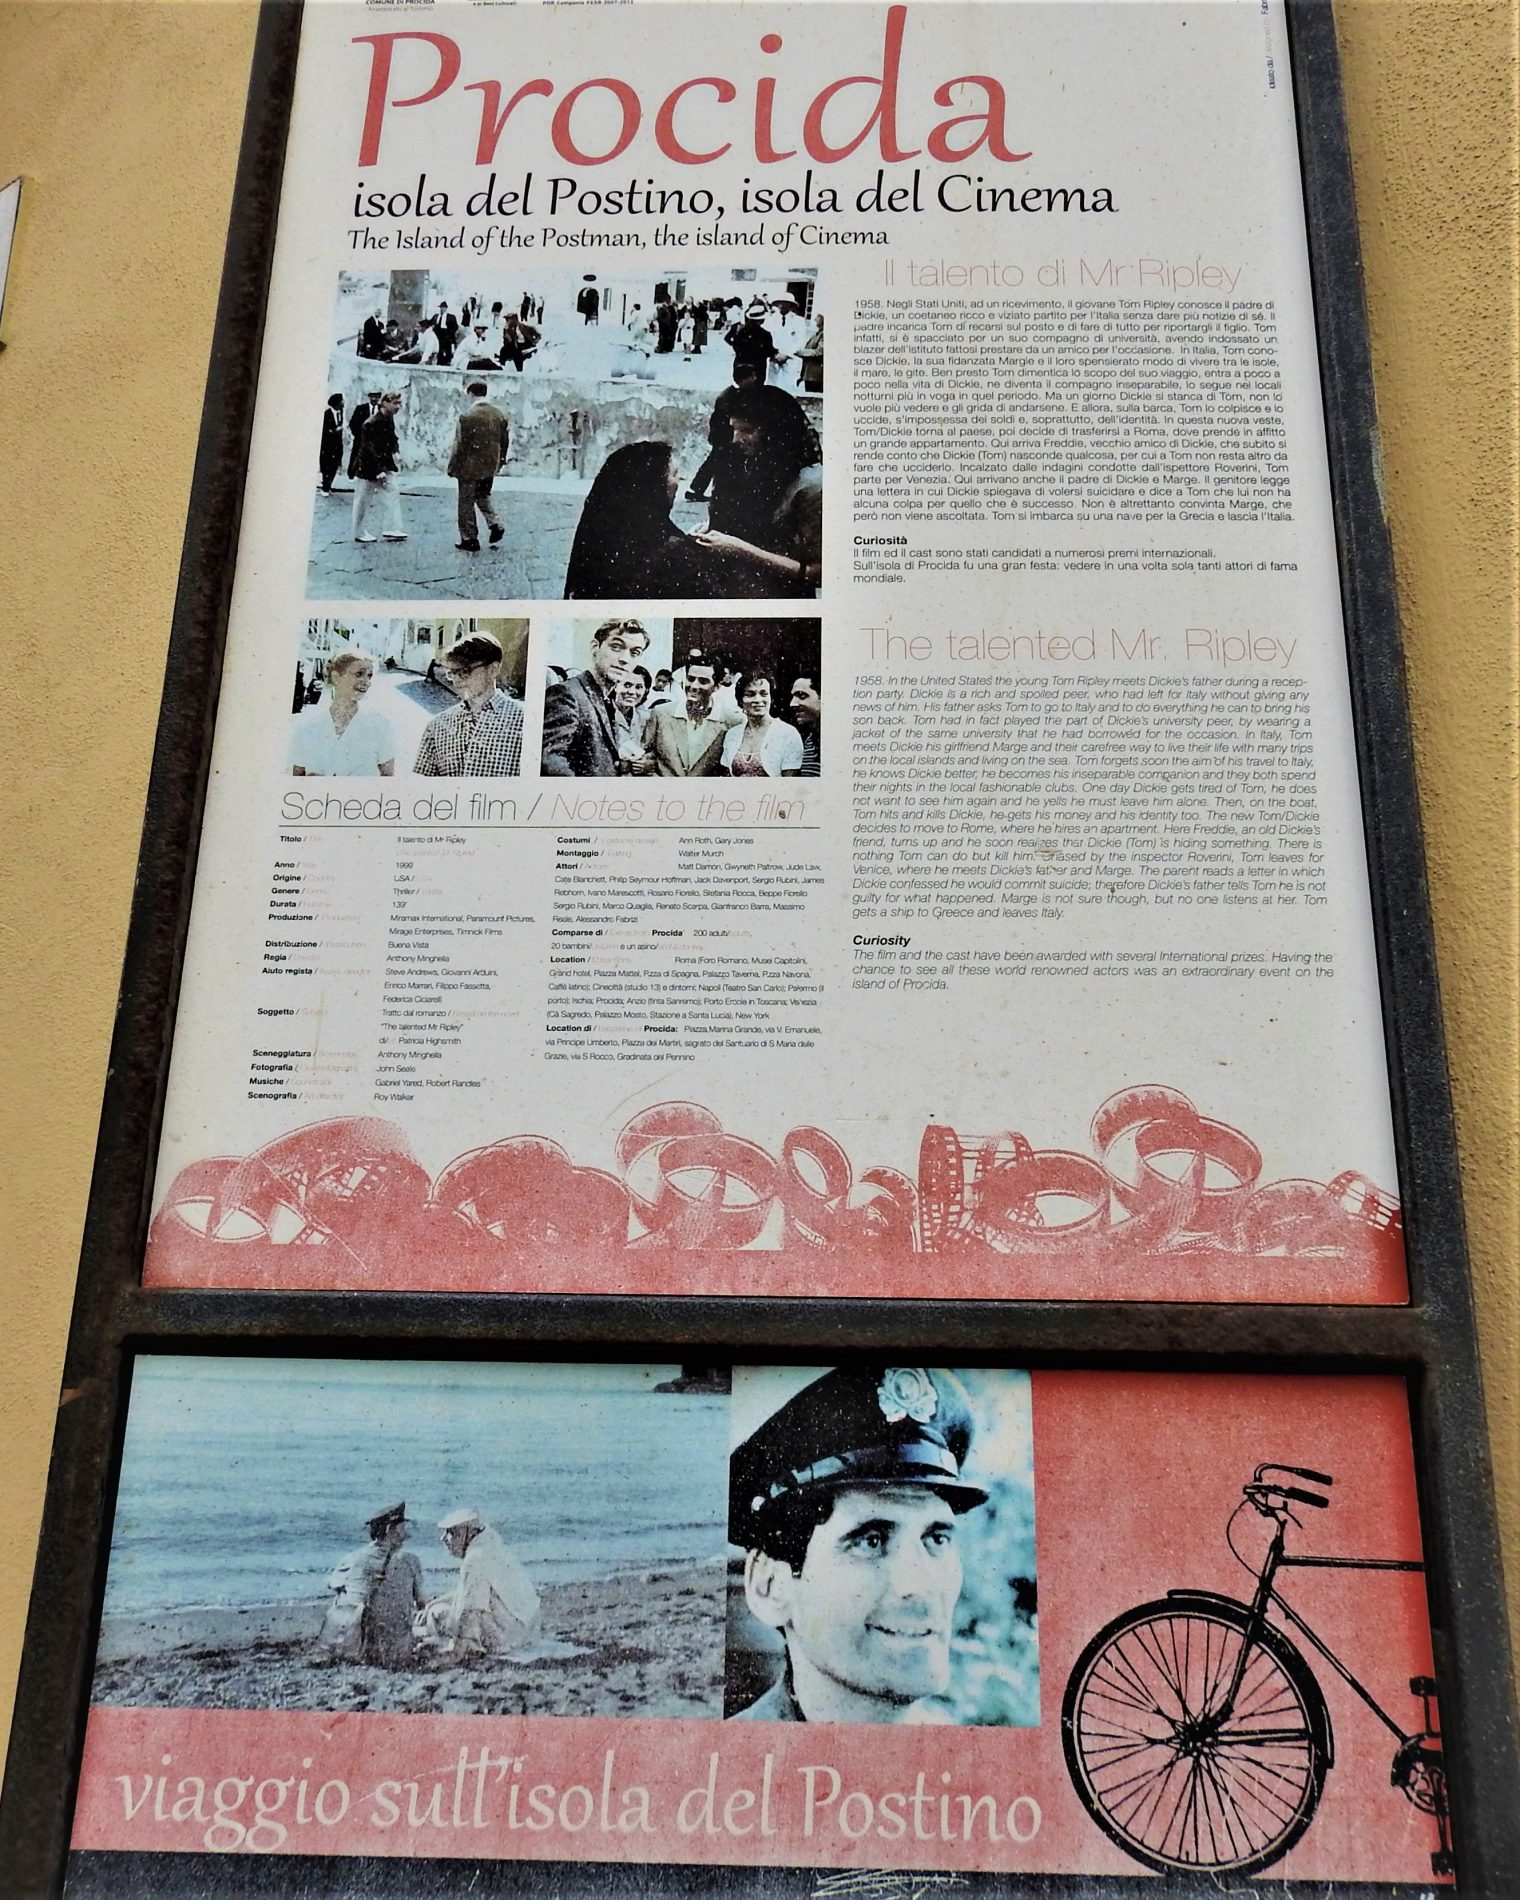 COMUNE DI PROCIDA
Assessorato al Turismo
e ai Beni Culturali
POR Campania FESR 2007-2013
ideato da /
Procida
isola del Postino, isola del Cinema
The Island of the Postman, the island of Cinema
Il talento di Mr Ripley
1958. Negli Stati Uniti, ad un ricevimento, il giovane Tom Ripley conosce il padre di
Dickie, un coetaneo ricco e viziato partito per l'Italia senza dare più notizie di sé. Il
padre incarica Tom di recarsi sul posto e di fare di tutto per riportargli il figlio. Tom
infatti, si è spacciato per un suo compagno di università, avendo indossato un
blazer dell'istituto fattosi prestare da un amico per l'occasione. In Italia, Tom cono-
sce Dickie, la sua fidanzata Margie e il loro spensierato modo di vivere tra le isole,
il mare, le gite. Ben presto Tom dimentica lo scopo del suo viaggio, entra a poco a
poco nella vita di Dickie, ne diventa il compagno inseparabile, lo segue nei locali
notturni più in voga in quel periodo. Ma un giorno Dickie si stanca di Tom, non lo
vuole più vedere e gli grida di andarsene. E allora, sulla barca, Tom lo colpisce e lo
uccide, s'impossessa dei soldi e, soprattutto, dell'identità. In questa nuova veste,
Tom/Dickie torna al paese, poi decide di trasferirsi a Roma, dove prende in affitto
un grande appartamento. Qui arriva Freddie, vecchio amico di Dickie, che subito si
rende conto che Dickie (Tom) nasconde qualcosa, per cui a Tom non resta altro da
fare che ucciderlo. Incalzato dalle indagini condotte dall'ispettore Roverini, Tom
parte per Venezia. Qui arrivano anche il padre di Dickie e Marge. Il genitore legge
una lettera in cui Dickie spiegava di volersi suicidare e dice a Tom che lui non ha
alcuna colpa per quello che è successo. Non è altrettanto convinta Marge, che
però non viene ascoltata. Tom si imbarca su una nave per la Grecia e lascia l'Italia.
Curiosità
Il film ed il cast sono stati candidati a numerosi premi internazionali.
Sull'isola di Procida fu una gran festa: vedere in una volta sola tanti attori di fama
mondiale.
The talented Mr. Ripley
1958. In the United States the young Tom Ripley meets Dickie's father during a recep-
tion party. Dickie is a rich and spoiled peer, who had left for Italy without giving any
news of him. His father asks Tom to go to Italy and to do everything he can to bring his
son back. Tom had in fact played the part of Dickie's university peer, by wearing a
jacket of the same university that he had borrowed for the occasion. In Italy, Tom
meets Dickie his girlfriend Marge and their carefree way to live their life with many trips
on the local islands and living on the sea. Tom forgets soon the aim of his travel to Italy,
he knows Dickie better, he becomes his inseparable companion and they both spend
their nights in the local fashionable clubs. One day Dickie gets tired of Tom, he does
not want to see him again and he yells he must leave him alone. Then, on the boat,
Tom hits and kills Dickie, he gets his money and his identity too. The new Tom/Dickie
decides to move to Rome, where he hires an apartment. Here Freddie, an old Dickie's
friend, turns up and he soon realizes that Dickie (Tom) is hiding something. There is
nothing Tom can do but kill him. Chased by the inspector Roverini, Tom leaves for
Venice, where he meets Dickie's father and Marge. The parent reads a letter in which
Dickie confessed he would commit suicide; therefore Dickie's father tells Tom he is not
guilty for what happened. Marge is not sure though, but no one listens at her. Tom
gets a ship to Greece and leaves Italy.
Curiosity
The film and the cast have been awarded with several International prizes. Having the
chance to see all these world renowned actors was an extraordinary event on the
island of Procida.
Scheda del film / Notes to the film
Titolo / Il talento di Mr Ripley
(The talented Mr Ripley)
Anno / 1998
Origine / Country USA /
Genere / Thriller /
Durata / 139'
Produzione / Miramax International, Paramount Pictures,
Mirage Enterprises, Timnick Films
Distribuzione / Distribution Buena Vista
Regia / Director Anthony Minghella
Aiuto regista / Steve Andrews, Giovanni Arduini,
Enrico Marrari, Filippo Fassetta,
Federica Ciciarelli
Soggetto / Tratto dal romanzo / Based on the novel
"The talented Mr Ripley"
di/ Patricia Highsmith
Sceneggiatura / Anthony Minghella
Fotografia / John Seale
Musiche / Soundtrack Gabriel Yared, Robert Randles
Scenografia / Art director Roy Walker
Costumi / Costume design Ann Roth, Gary Jones
Montaggio / Editing Walter Murch
Attori / Matt Damon, Gwyneth Paltrow, Jude Law,
Cate Blanchett, Philip Seymour Hoffman, Jack Davenport, Sergio Rubini, James
Rebhorn, Ivano Marescotti, Rosario Fiorello, Stefania Rocca, Beppe Fiorello
Sergio Rubini, Marco Quaglia, Renato Scarpa, Gianfranco Barra, Massimo
Reale, Alessandro Fabrizi
Comparse di / Extras from Procida 200 adulti/adults,
20 bambini/children e un asino/and a donkey
Location / Roma (Foro Romano, Musei Capitolini,
Grand hotel, Piazza Mattei, P.zza di Spagna, Palazzo Taverna, P.zza Navona,
Caffè latino); Cinecittà (studio 13) e dintorni; Napoli (Teatro San Carlo); Palermo (il
porto); Ischia; Procida; Anzio (finta Sanremo); Porto Ercole in Toscana; Venezia
(Cà Sagredo, Palazzo Mosto, Stazione a Santa Lucia), New York
Location di / Procida: Piazza Marina Grande, via V. Emanuele,
via Principe Umberto, Piazza dei Martiri, sagrato del Santuario di S Maria delle
Grazie, via S Rocco, Gradinata del Pennino
viaggio sull'isola del Postino